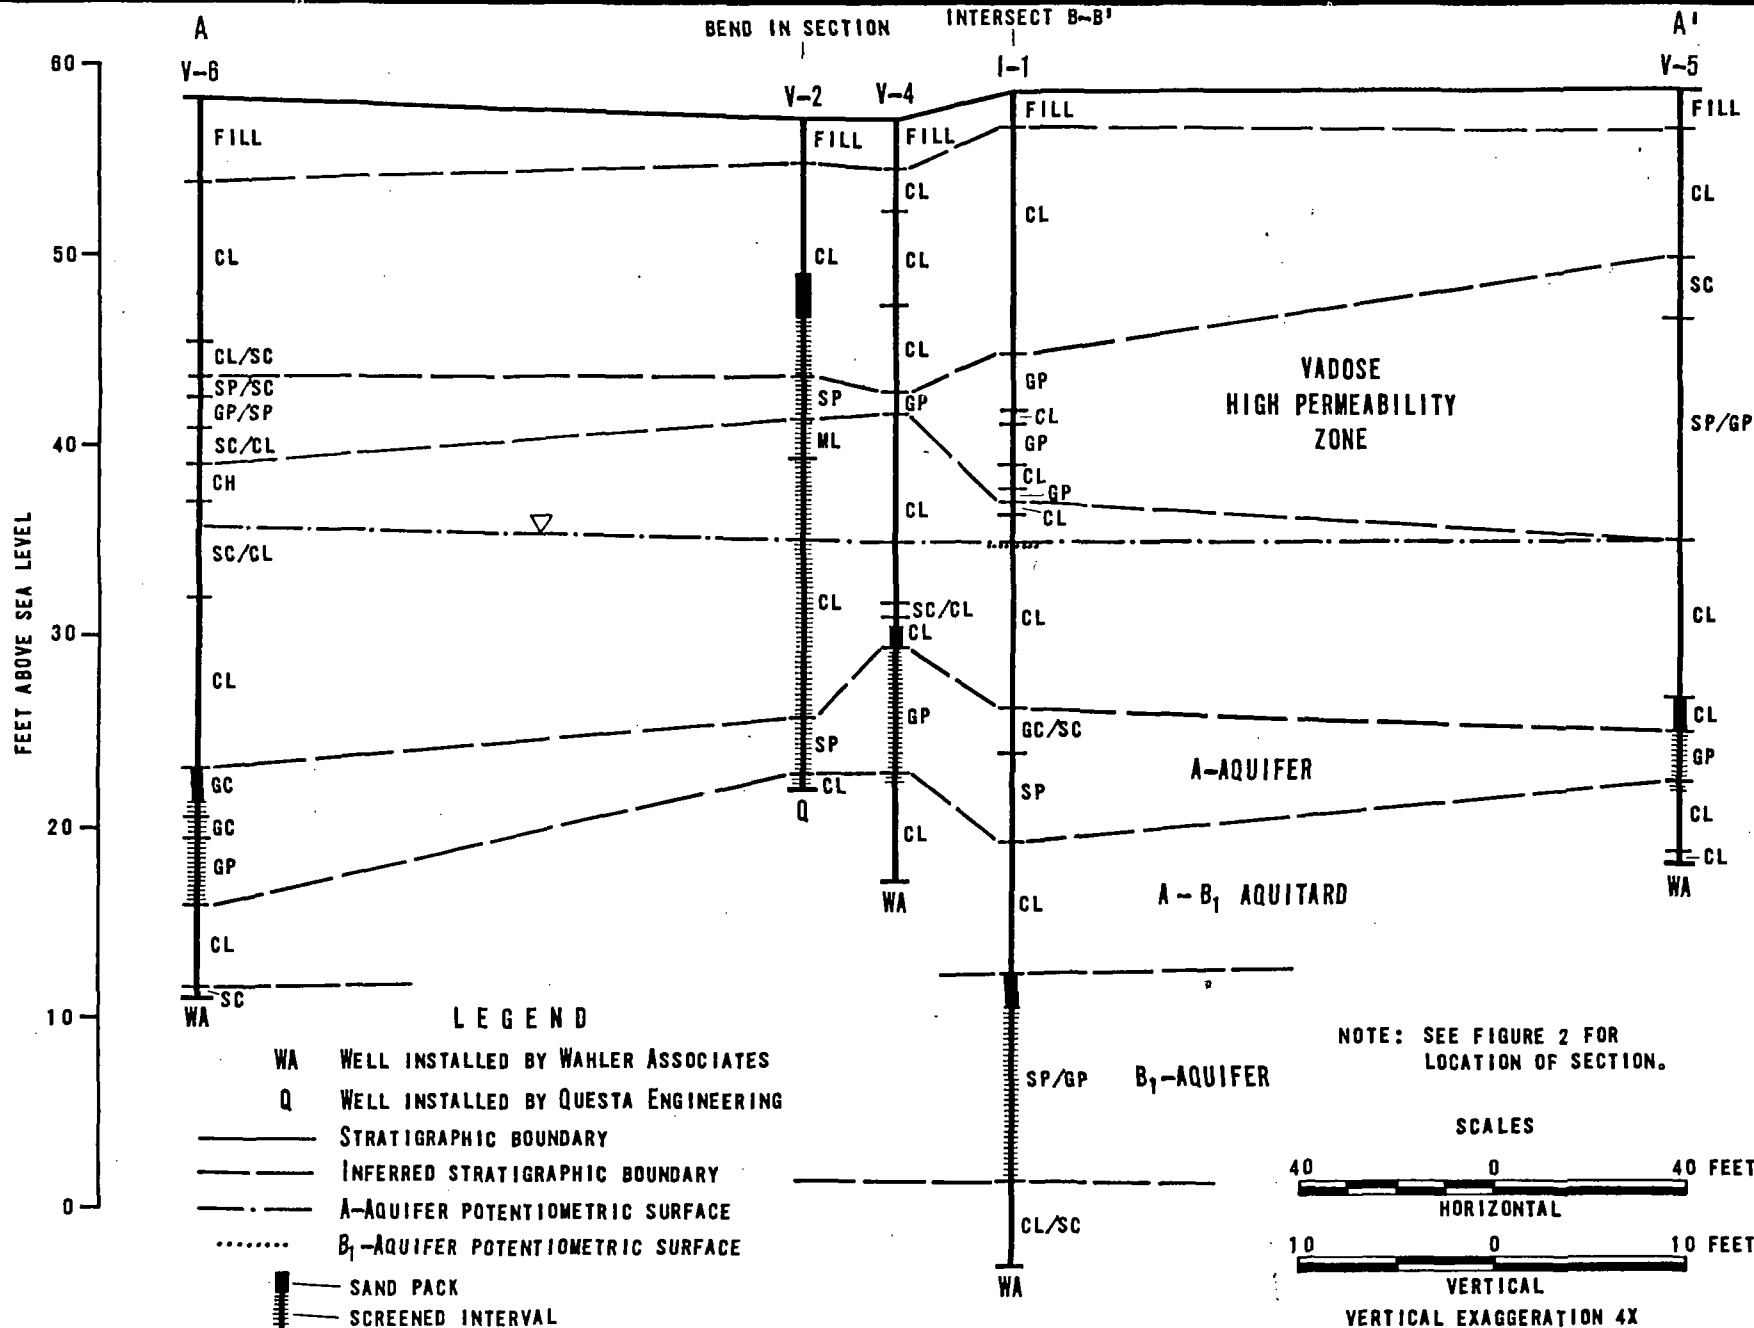 A
BEND IN SECTION
INTERSECT B-B'
A'
V-6
V-2
V-4
I-1
V-5
60
50
40
30
20
10
0
FEET ABOVE SEA LEVEL
FILL
CL
CL/SC
SP/SC
GP/SP
SC/CL
CH
SC/CL
CL
GC
GC
GP
CL
SC
WA
FILL
CL
SP
ML
CL
SP
CL
Q
FILL
CL
CL
CL
GP
CL
SC/CL
CL
GP
CL
WA
FILL
CL
GP
CL
GP
CL
GP
CL
CL
GC/SC
SP
CL
SP/GP
CL/SC
WA
VADOSE
HIGH PERMEABILITY
ZONE
A-AQUIFER
A-B1 AQUITARD
B1-AQUIFER
FILL
CL
SC
SP/GP
CL
CL
GP
CL
CL
WA
LEGEND
WA WELL INSTALLED BY WAHLER ASSOCIATES
Q WELL INSTALLED BY QUESTA ENGINEERING
STRATIGRAPHIC BOUNDARY
INFERRED STRATIGRAPHIC BOUNDARY
A-AQUIFER POTENTIOMETRIC SURFACE
B1-AQUIFER POTENTIOMETRIC SURFACE
SAND PACK
SCREENED INTERVAL
NOTE: SEE FIGURE 2 FOR
LOCATION OF SECTION.
SCALES
40 0 40 FEET
HORIZONTAL
10 0 10 FEET
VERTICAL
VERTICAL EXAGGERATION 4X